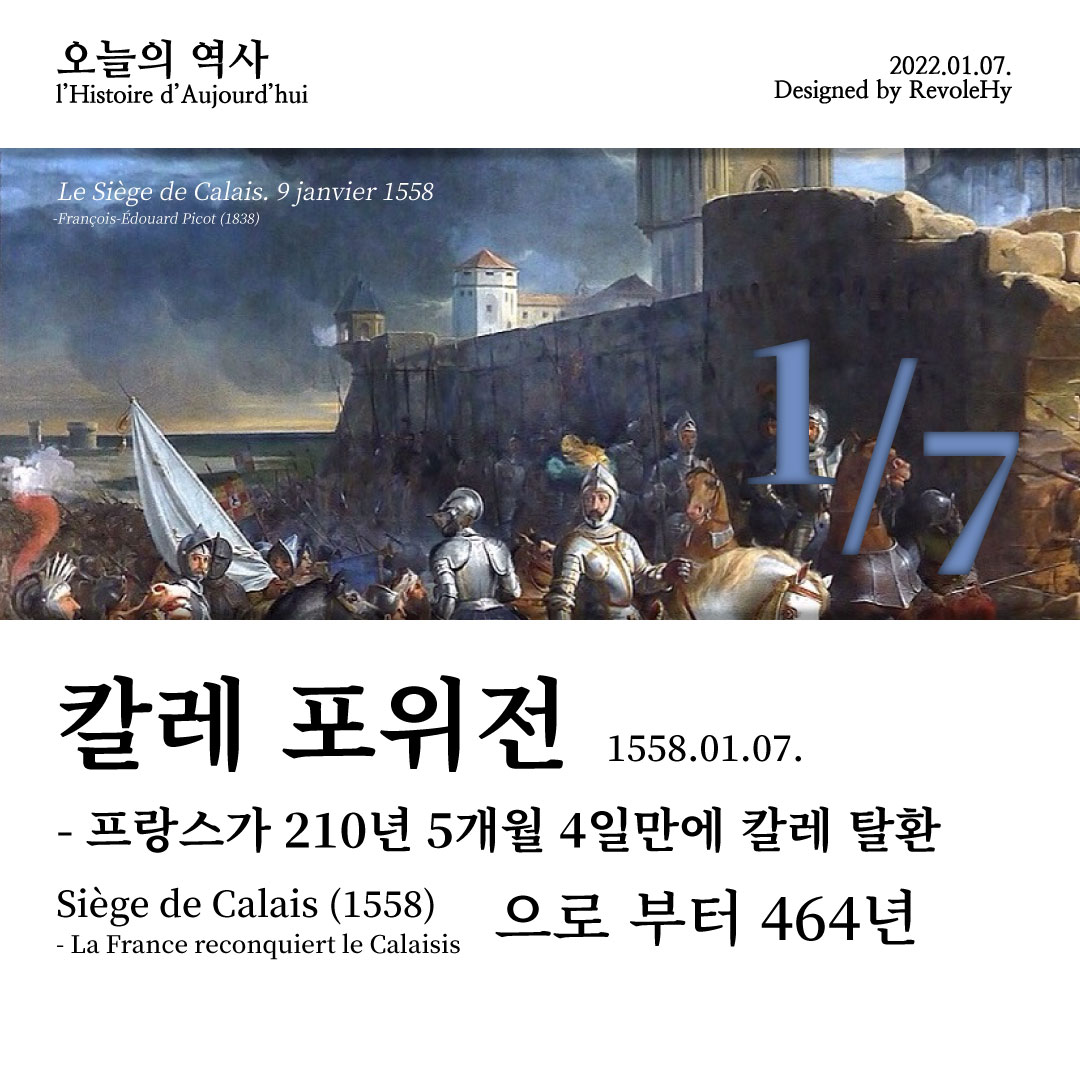 오늘의 역사
l'Histoire d'Aujourd'hui
2022.01.07.
Designed by RevoleHy
Le Siège de Calais. 9 janvier 1558
-François-Édouard Picot (1838)
1/7
칼레 포위전 1558.01.07.
- 프랑스가 210년 5개월 4일만에 칼레 탈환
Siège de Calais (1558)
- La France reconquiert le Calaisis
으로 부터 464년